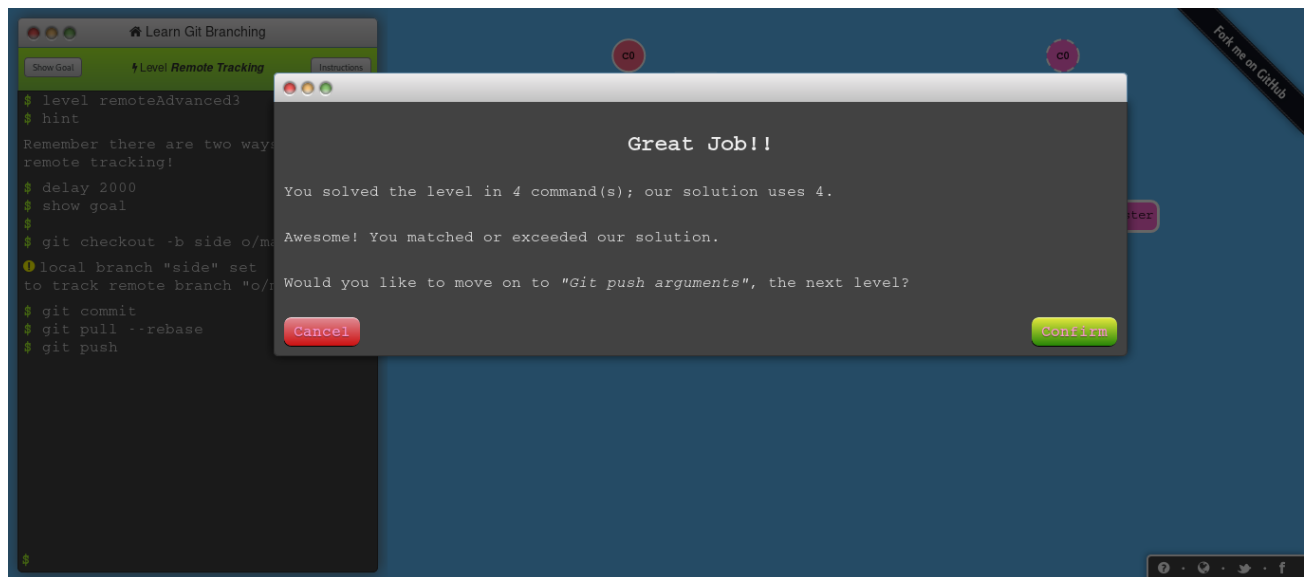 Learn Git Branching
Show Goal
Level Remote Tracking
Instructions
$ level remoteAdvanced3
$ hint
Remember there are two ways
remote tracking!
$ delay 2000
$ show goal
$
$ git checkout -b side o/ma
local branch "side" set
to track remote branch "o/
$ git commit
$ git pull --rebase
$ git push
$
c0
c0
Fork me on GitHub
Great Job!!
You solved the level in 4 command(s); our solution uses 4.
Awesome! You matched or exceeded our solution.
Would you like to move on to "Git push arguments", the next level?
Cancel
Confirm
ster